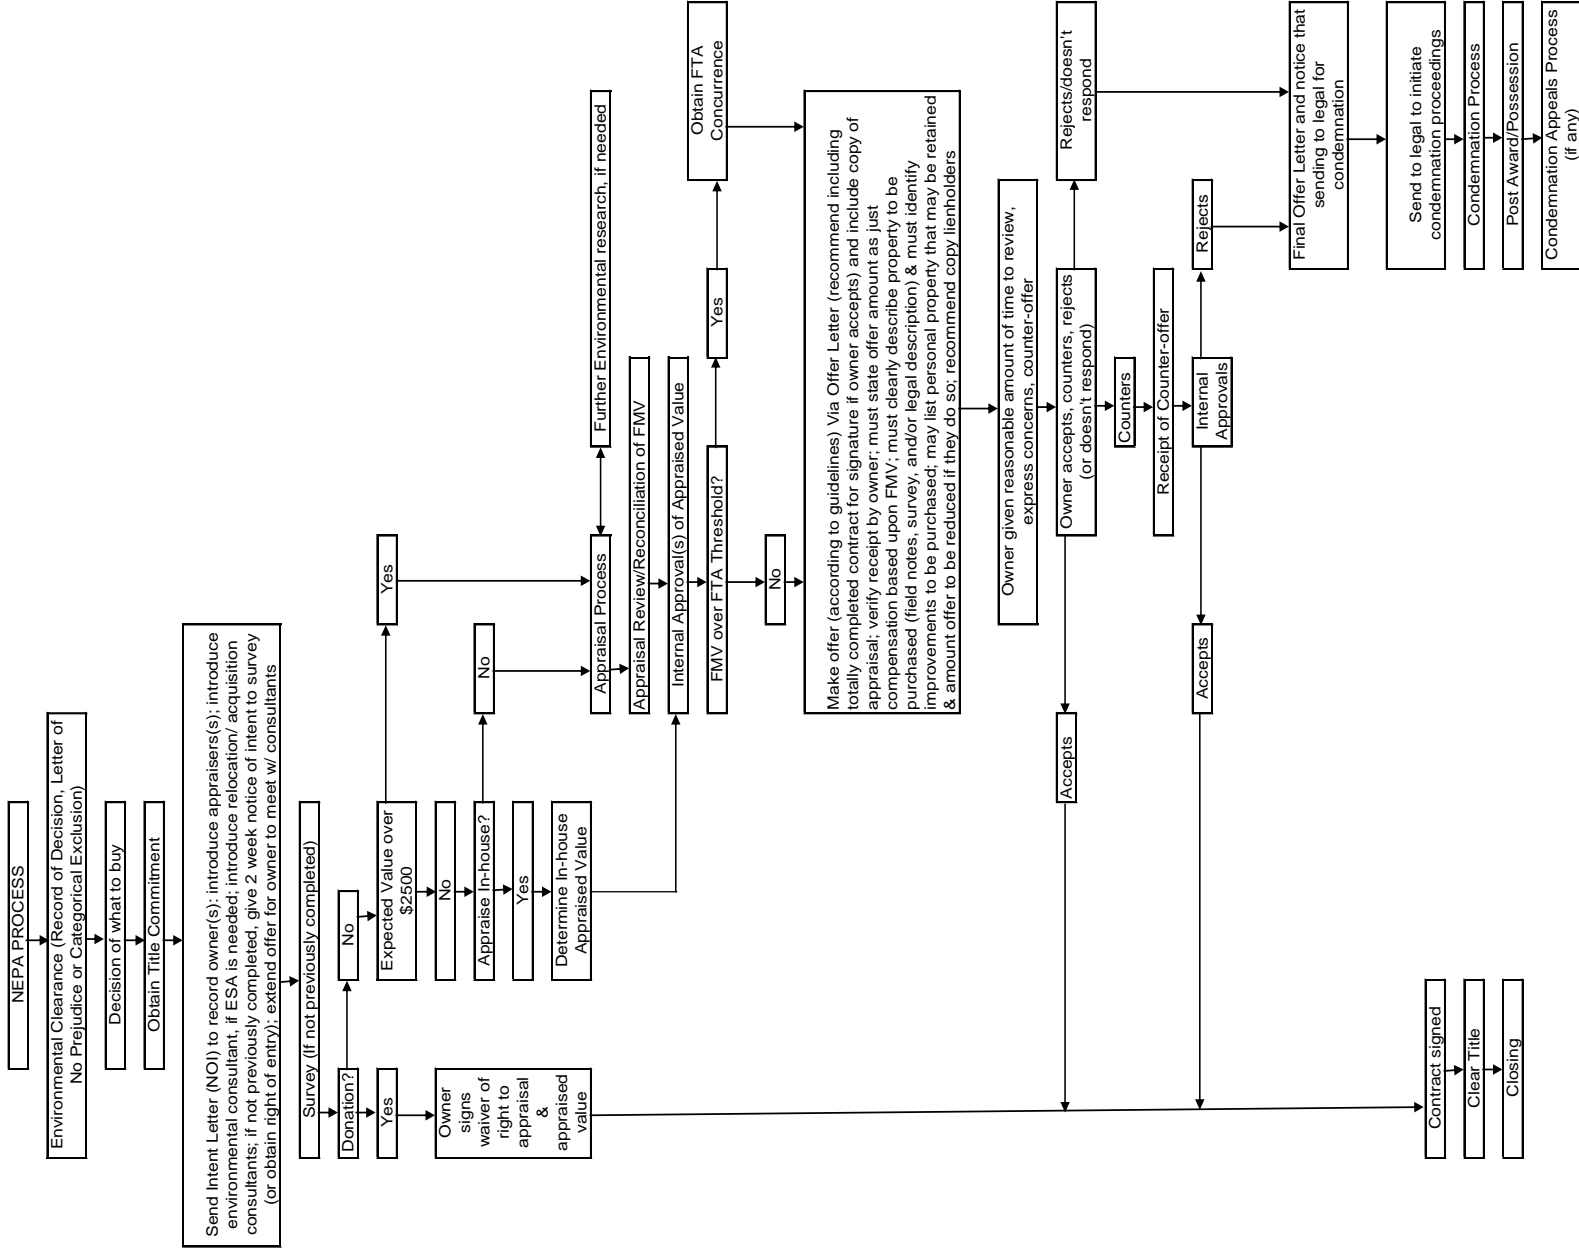 NEPA PROCESS
Environmental Clearance (Record of Decision, Letter of
No Prejudice or Categorical Exclusion)
Decision of what to buy
Obtain Title Commitment
Send Intent Letter (NOI) to record owner(s): introduce appraisers(s); introduce
environmental consultant, if ESA is needed; introduce relocation/ acquisition
consultants; if not previously completed, give 2 week notice of intent to survey
(or obtain right of entry); extend offer for owner to meet w/ consultants
Survey (If not previously completed)
Donation?
No
Yes
Owner
signs
waiver of
right to
appraisal
&
appraised
value
Expected Value over
$2500
Yes
No
Appraise In-house?
No
Yes
Determine In-house
Appraised Value
Appraisal Process
Further Environmental research, if needed
Appraisal Review/Reconciliation of FMV
Internal Approval(s) of Appraised Value
FMV over FTA Threshold?
Yes
Obtain FTA
Concurrence
No
Make offer (according to guidelines) Via Offer Letter (recommend including
totally completed contract for signature if owner accepts) and include copy of
appraisal; verify receipt by owner; must state offer amount as just
compensation based upon FMV; must clearly describe property to be
purchased (field notes, survey, and/or legal description) & must identify
improvements to be purchased; may list personal property that may be retained
& amount offer to be reduced if they do so; recommend copy lienholders
Owner given reasonable amount of time to review,
express concerns, counter-offer
Owner accepts, counters, rejects
(or doesn't respond)
Accepts
Rejects/doesn't
respond
Counters
Receipt of Counter-offer
Internal
Approvals
Accepts
Rejects
Final Offer Letter and notice that
sending to legal for
condemnation
Send to legal to initiate
condemnation proceedings
Condemnation Process
Post Award/Possession
Condemnation Appeals Process
(if any)
Contract signed
Clear Title
Closing